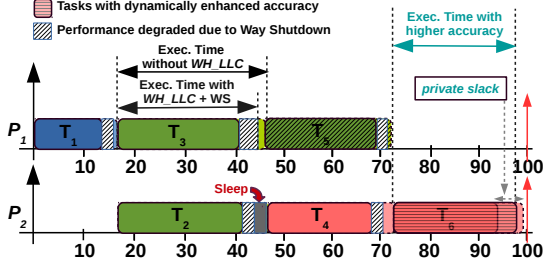 Tasks with dynamically enhanced accuracy
Performance degraded due to Way Shutdown
Exec. Time
without WH_LLC
Exec. Time with
higher accuracy
Exec. Time with
WH_LLC + WS
private slack
P1
T1
T3
T5
10 20 30 40 50 60 70 80 90 100
Sleep
P2
T2
T4
T6
10 20 30 40 50 60 70 80 90 100